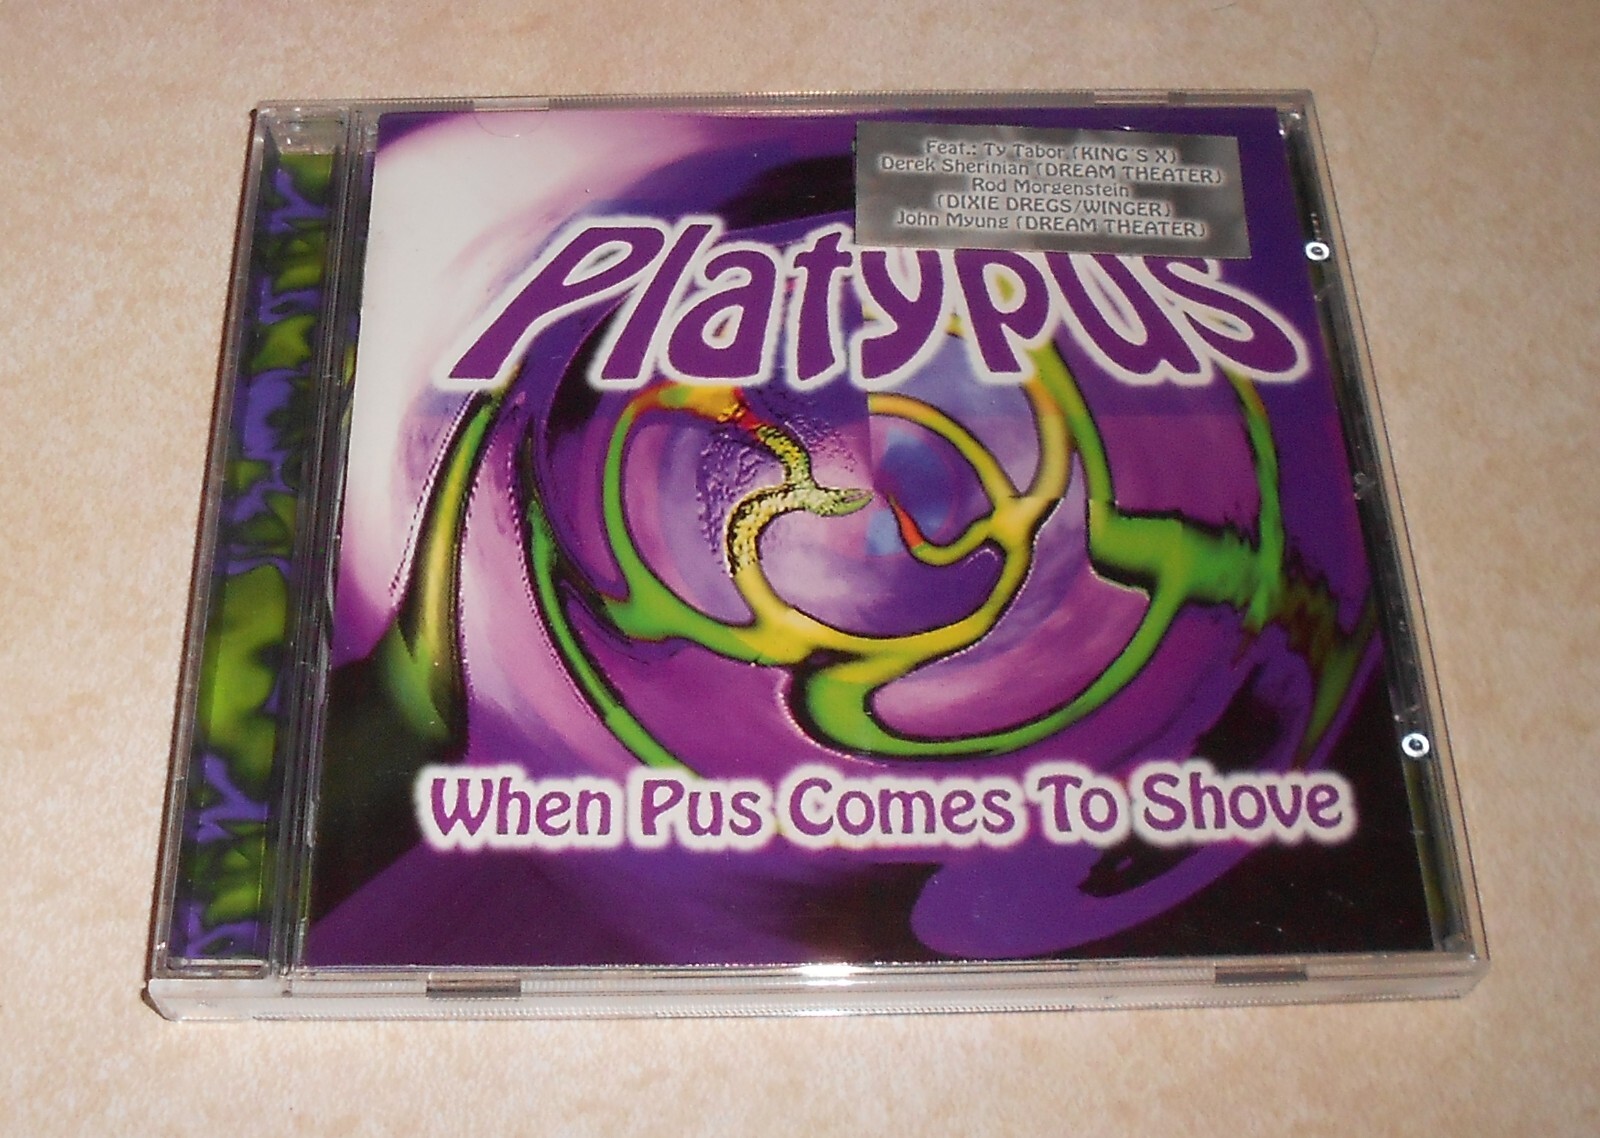 Feat.: Ty Tabor (KING'S X)
Derek Sherinian (DREAM THEATER)
Rod Morgenstein
(DIXIE DREGS/WINGER)
John Myung (DREAM THEATER)
Platypus
When Pus Comes To Shove